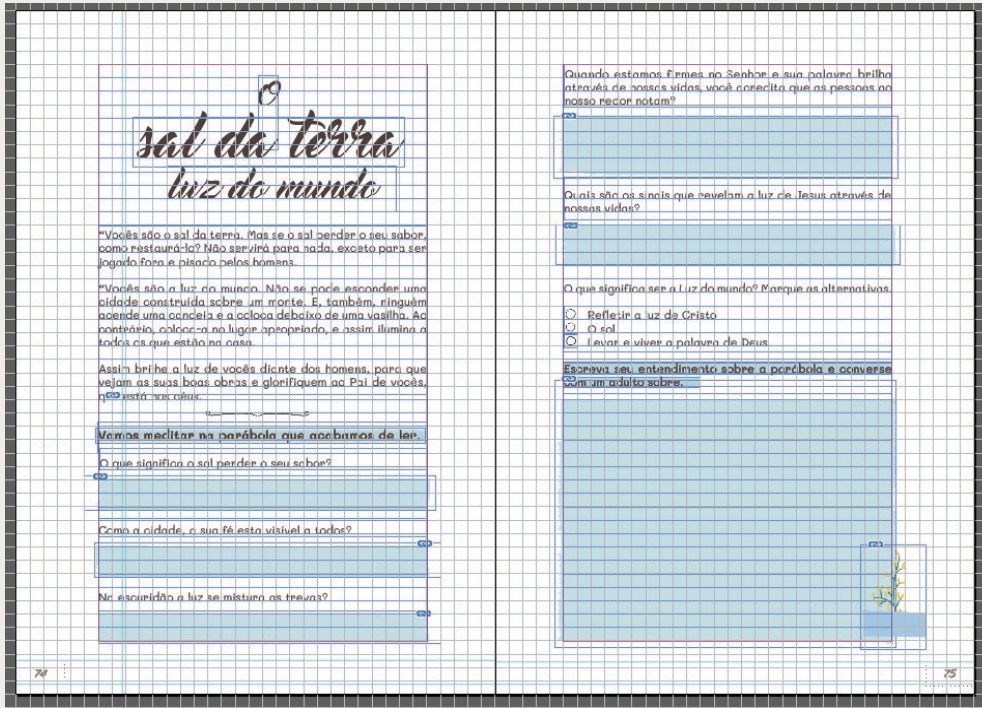 O
sal da terra
luz do mundo
“Vocês são o sal da terra. Mas se o sal perder o seu sabor,
como restaurá-lo? Não servirá para nada, exceto para ser
jogado fora e pisado pelos homens.
“Vocês são a luz do mundo. Não se pode esconder uma
cidade construída sobre um monte. E, também, ninguém
acende uma candeia e a coloca debaixo de uma vasilha. Ao
contrário, coloca-a no lugar apropriado, e assim ilumina a
todos os que estão na casa.
Assim brilhe a luz de vocês diante dos homens, para que
vejam as suas boas obras e glorifiquem ao Pai de vocês,
está nos céus.
Vamos meditar na parábola que acabamos de ler.
O que significa o sal perder o seu sabor?
Como a cidade, a sua fé esta visível a todos?
Na escuridão a luz se mistura as trevas?
74
Quando estamos firmes no Senhor e sua palavra brilha
através de nossas vidas, você acredita que as pessoas ao
nosso redor notam?
Quais são os sinais que revelam a luz de Jesus através de
nossas vidas?
O que significa ser a Luz do mundo? Marque as alternativas.
Refletir a luz de Cristo
O sal
Levar e viver a palavra de Deus
Escreva seu entendimento sobre a parábola e converse
com um adulto sobre.
75